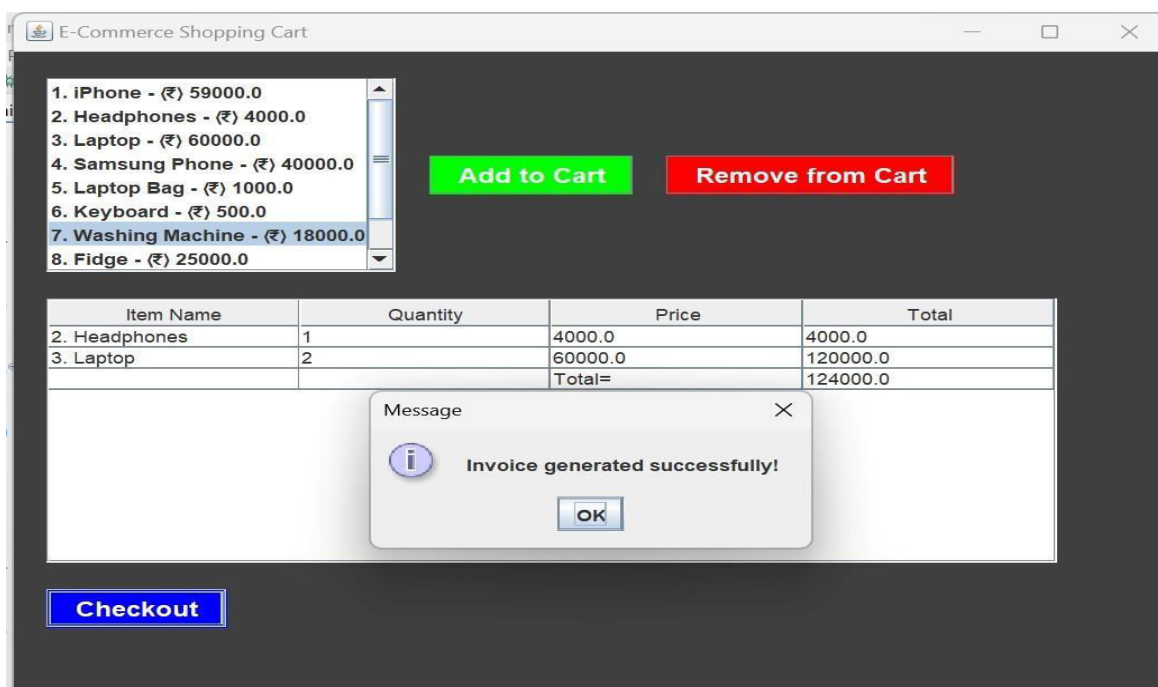 E-Commerce Shopping Cart
1. iPhone - (₹) 59000.0
2. Headphones - (₹) 4000.0
3. Laptop - (₹) 60000.0
4. Samsung Phone - (₹) 40000.0
5. Laptop Bag - (₹) 1000.0
6. Keyboard - (₹) 500.0
7. Washing Machine - (₹) 18000.0
8. Fidge - (₹) 25000.0
Add to Cart Remove from Cart
Item Name Quantity Price Total
2. Headphones 1 4000.0 4000.0
3. Laptop 2 60000.0 120000.0
Total= 124000.0
Message
i
Invoice generated successfully!
OK
Checkout